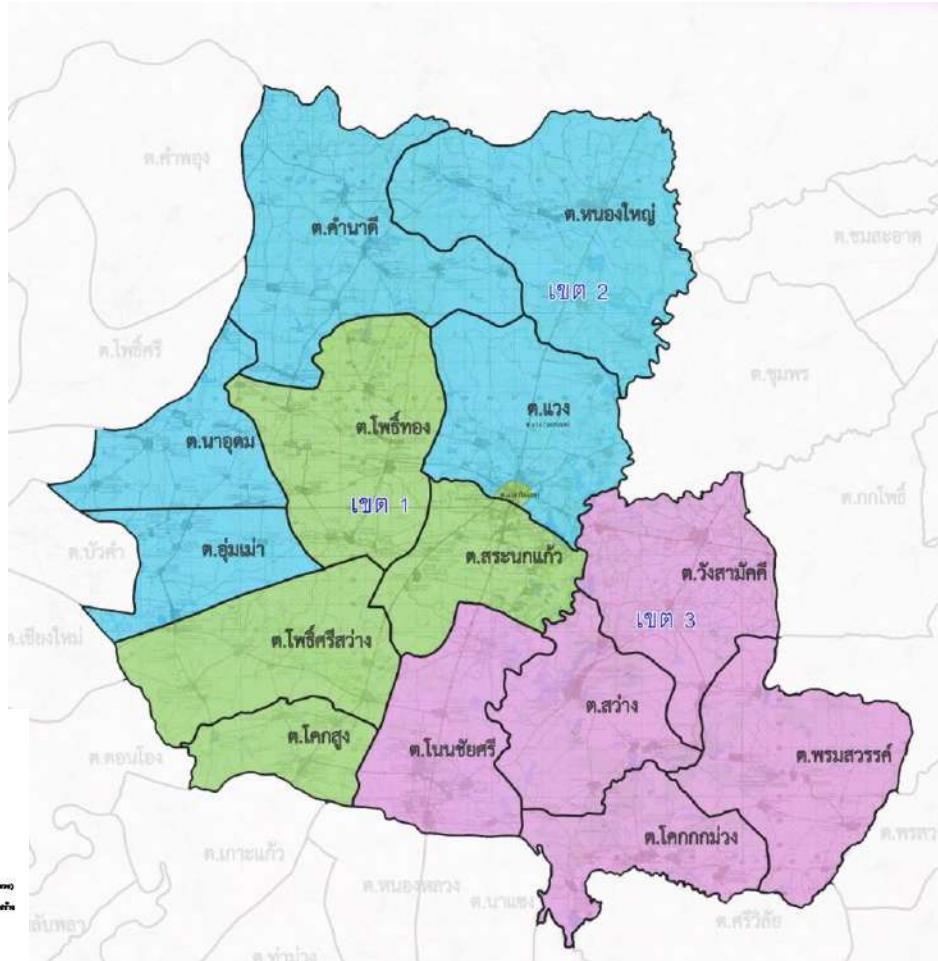 ต.คำพอุง
ต.หนองใหญ่
ต.คำนาดี
ต.ชมสะอาด
เขต 2
ต.โพธิ์ศรี
ต.ชุมพร
ต.แวง
ต.โพธิ์ทอง
ต.นาอุดม
ต.กกโพธิ์
เขต 1
ต.บัวคำ
ต.อุ่มเม่า
ต.สระนกแก้ว
ต.วังสามัคคี
เขต 3
ต.เชียงใหม่
ต.โพธิ์ศรีสว่าง
ต.สว่าง
ต.โคกสูง
ต.โนนชัยศรี
ต.ดอนโอง
ต.พรมสวรรค์
ต.โคกกกม่วง
ต.เกาะแก้ว
ต.หนองหลวง
ต.นาแซง
ต.ศรีวิลัย
ต.ท่าม่วง